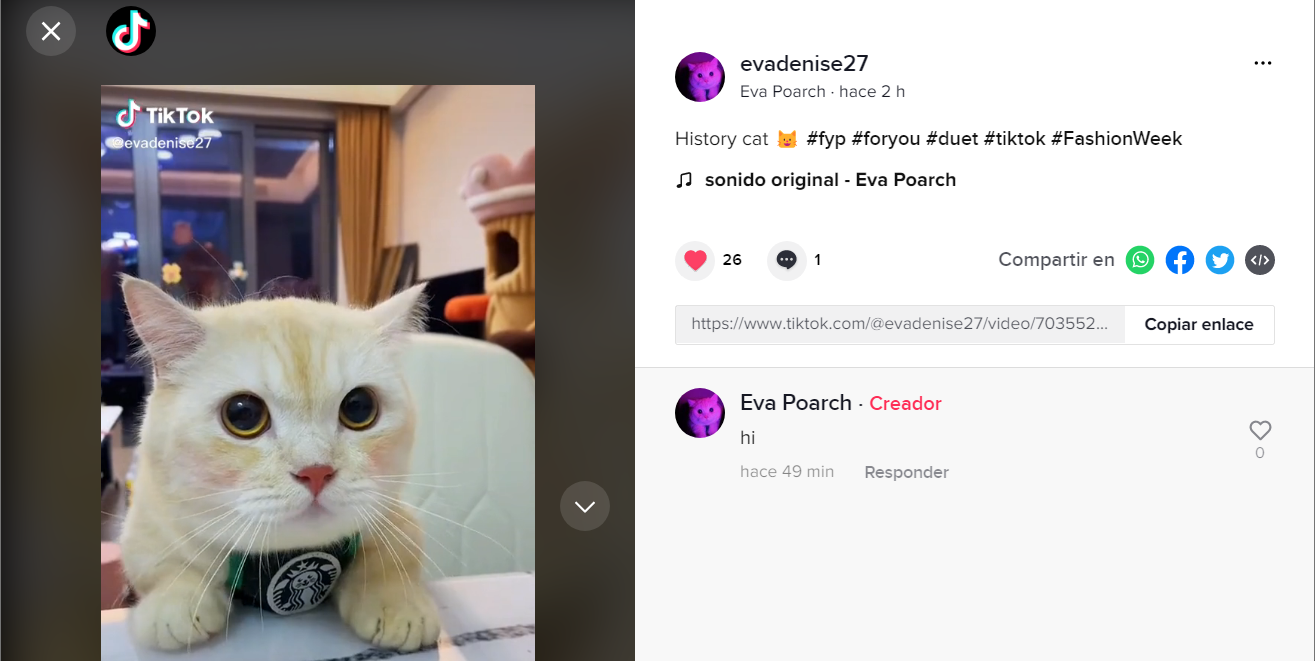 TikTok
@evadenise27
evadenise27
Eva Poarch · hace 2 h
History cat 😺 #fyp #foryou #duet #tiktok #FashionWeek
sonido original - Eva Poarch
26
1
Compartir en
https://www.tiktok.com/@evadenise27/video/703552...
Copiar enlace
Eva Poarch · Creador
hi
0
hace 49 min
Responder